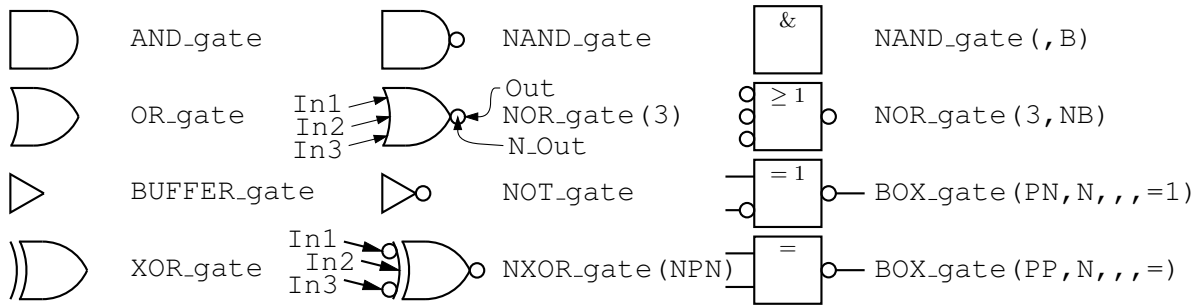 AND_gate
NAND_gate
&
NAND_gate(,B)
OR_gate
In1
In2
In3
Out
NOR_gate(3)
N_Out
≥ 1
NOR_gate(3,NB)
BUFFER_gate
NOT_gate
= 1
BOX_gate(PN,N,,,=1)
XOR_gate
In1
In2
In3
NXOR_gate(NPN)
=
BOX_gate(PP,N,,,=)